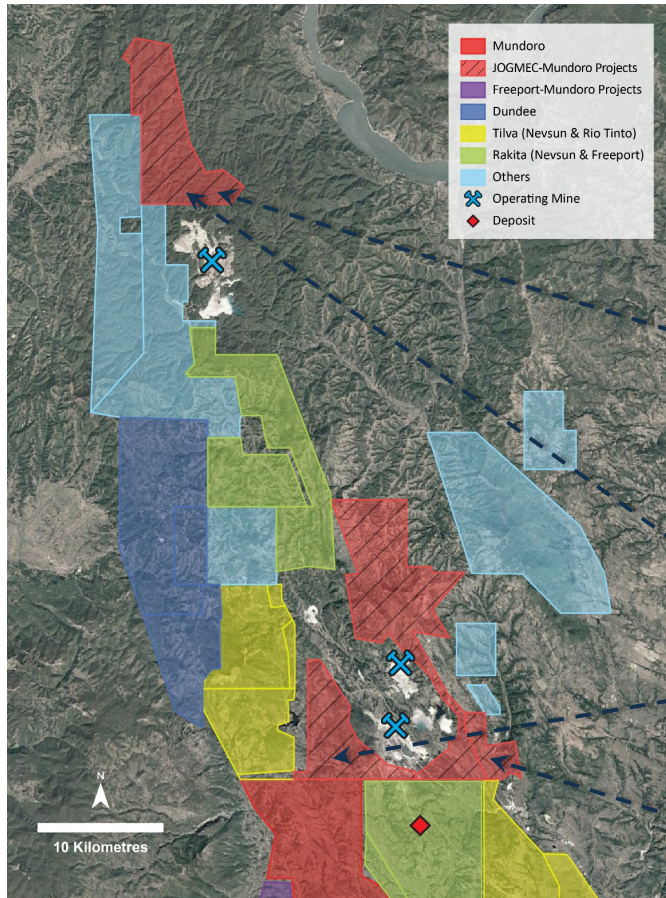 Mundoro
JOGMEC-Mundoro Projects
Freeport-Mundoro Projects
Dundee
Tilva (Nevsun & Rio Tinto)
Rakita (Nevsun & Freeport)
Others
Operating Mine
Deposit
N
10 Kilometres